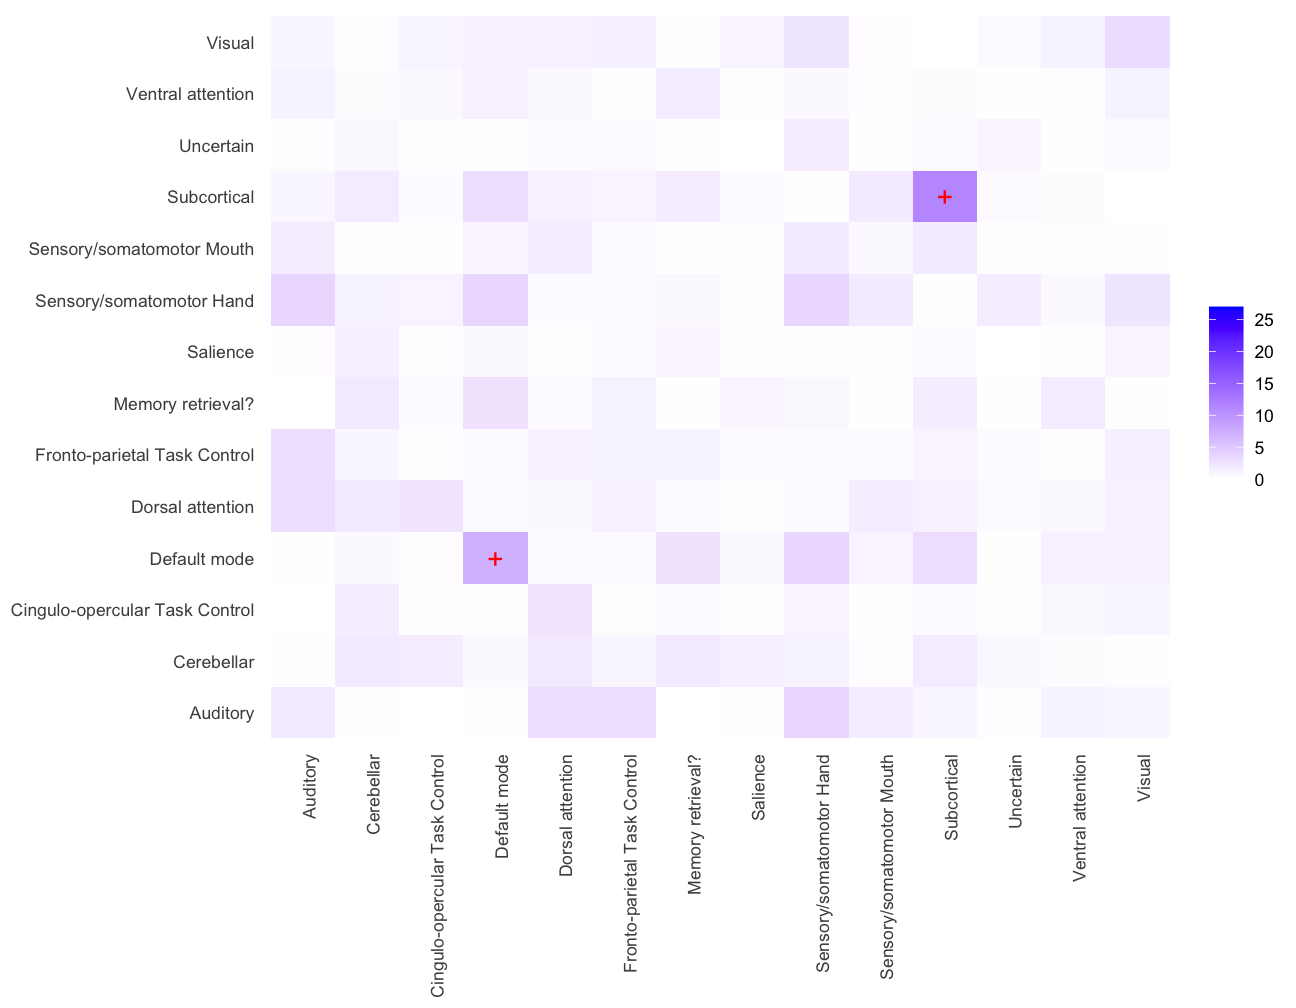 Visual
Ventral attention
Uncertain
Subcortical
Sensory/somatomotor Mouth
Sensory/somatomotor Hand
Salience
Memory retrieval?
Fronto-parietal Task Control
Dorsal attention
Default mode
Cingulo-opercular Task Control
Cerebellar
Auditory
Auditory
Cerebellar
Cingulo-opercular Task Control
Default mode
Dorsal attention
Fronto-parietal Task Control
Memory retrieval?
Salience
Sensory/somatomotor Hand
Sensory/somatomotor Mouth
Subcortical
Uncertain
Ventral attention
Visual
25
20
15
10
5
0